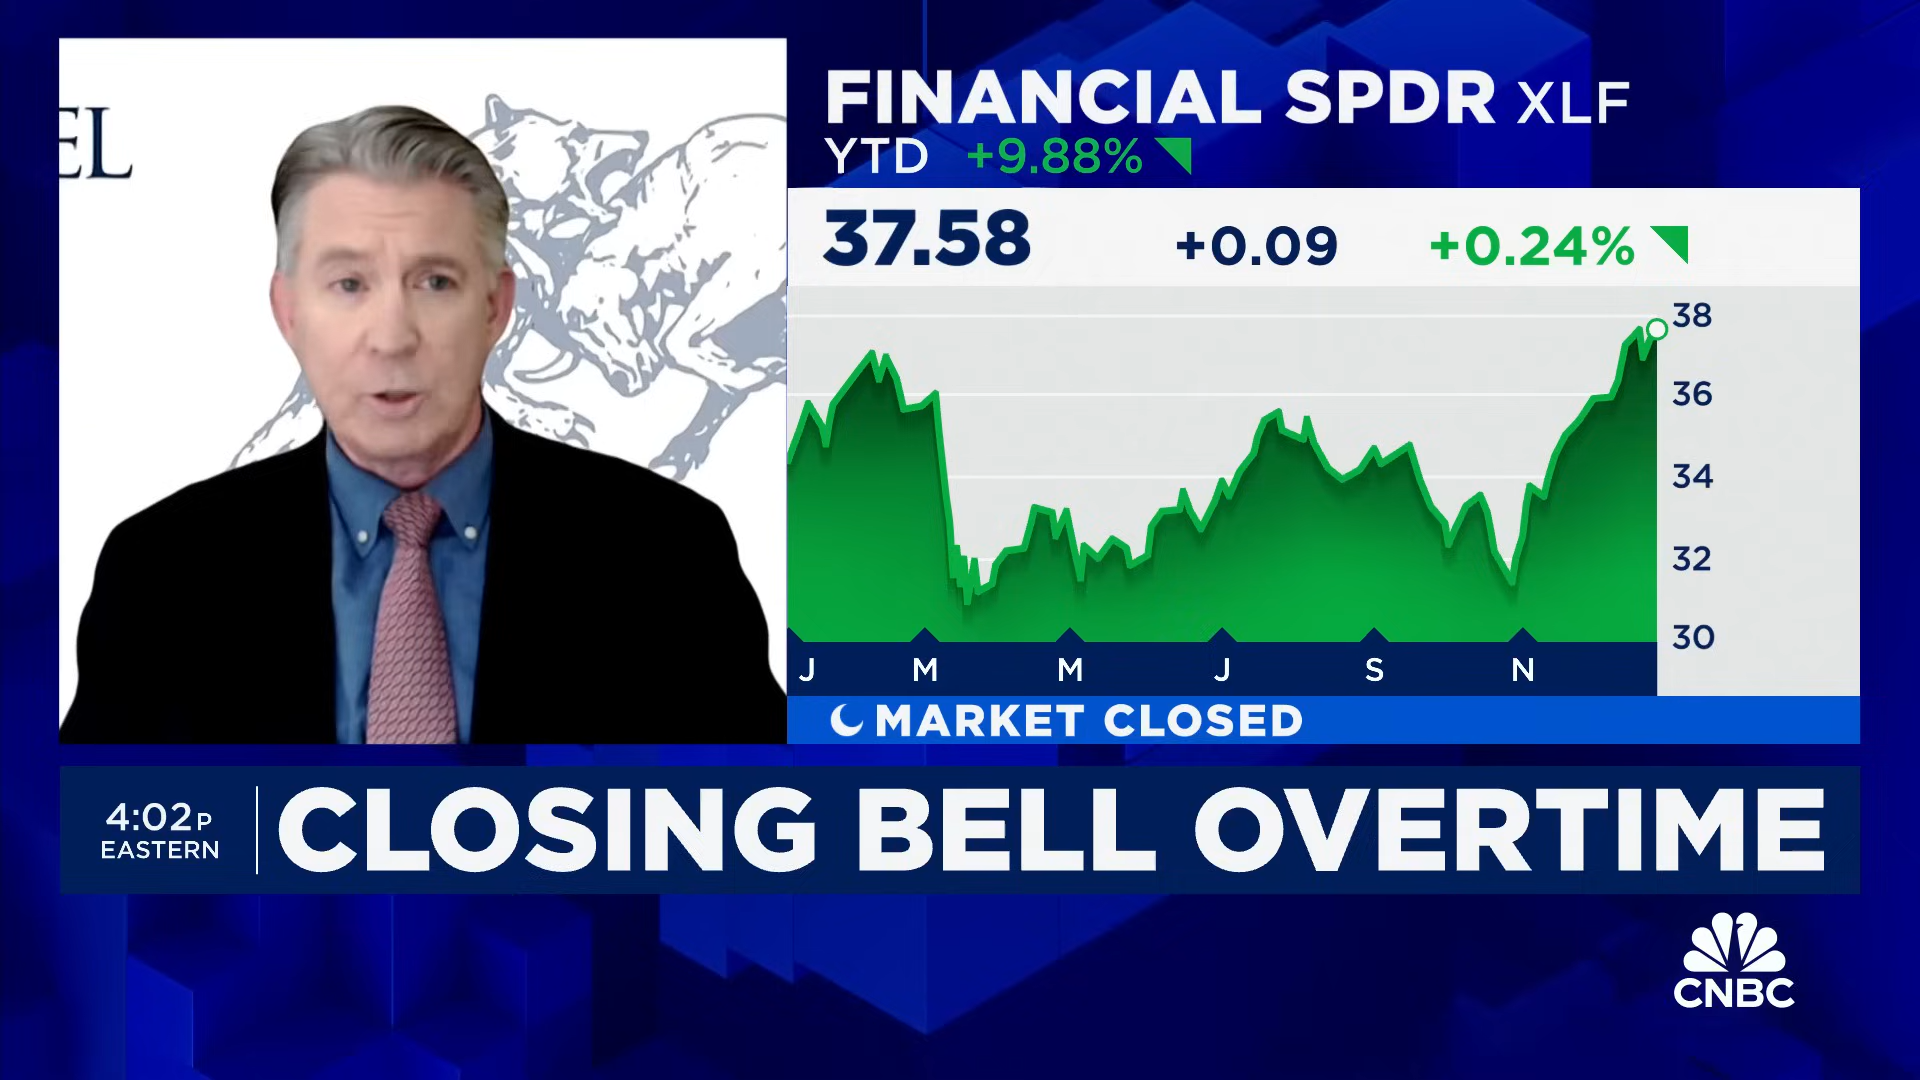 EL
FINANCIAL SPDR XLF
YTD +9.88%
37.58 +0.09 +0.24%
38
36
34
32
30
J M M J S N
MARKET CLOSED
4:02P
EASTERN
CLOSING BELL OVERTIME
CNBC